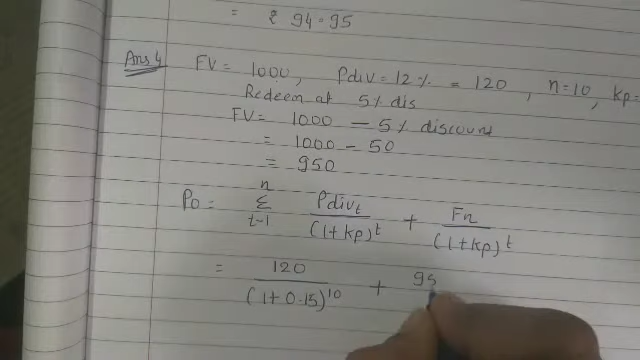 = ₹ 94.95
Ans 4 FV = 1000, Pdiv = 12% = 120, n=10, kp=
Redeem at 5% dis
FV = 1000 - 5% discount
= 1000 - 50
= 950
P0 = n Σ t-1 Pdivt/(1+kp)^t + Fn/(1+kp)^t
= 120/(1+0.15)^10 + 95